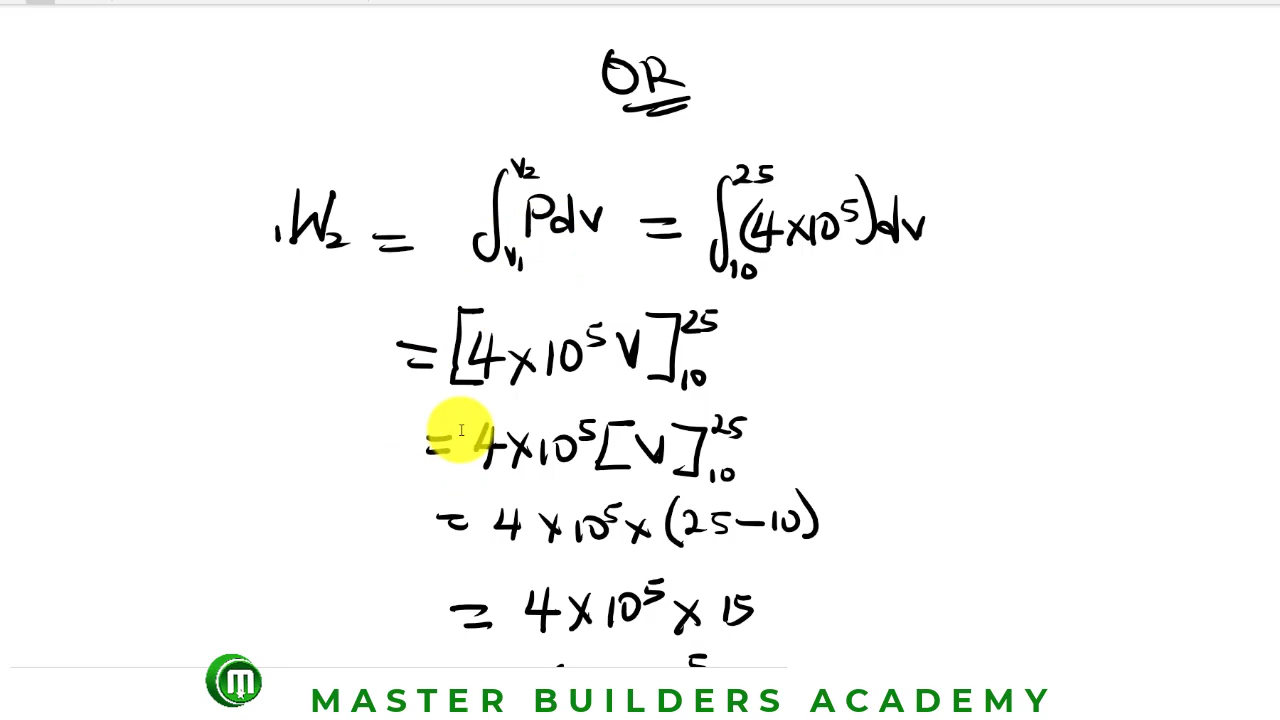 OR
₁W₂ = ∫_{V₁}^{V₂} Pdv = ∫_{10}^{25} (4×10⁵)dv
= [4×10⁵ V]_{10}^{25}
= 4×10⁵ [V]_{10}^{25}
= 4 × 10⁵ × (25−10)
= 4×10⁵ × 15
MASTER BUILDERS ACADEMY